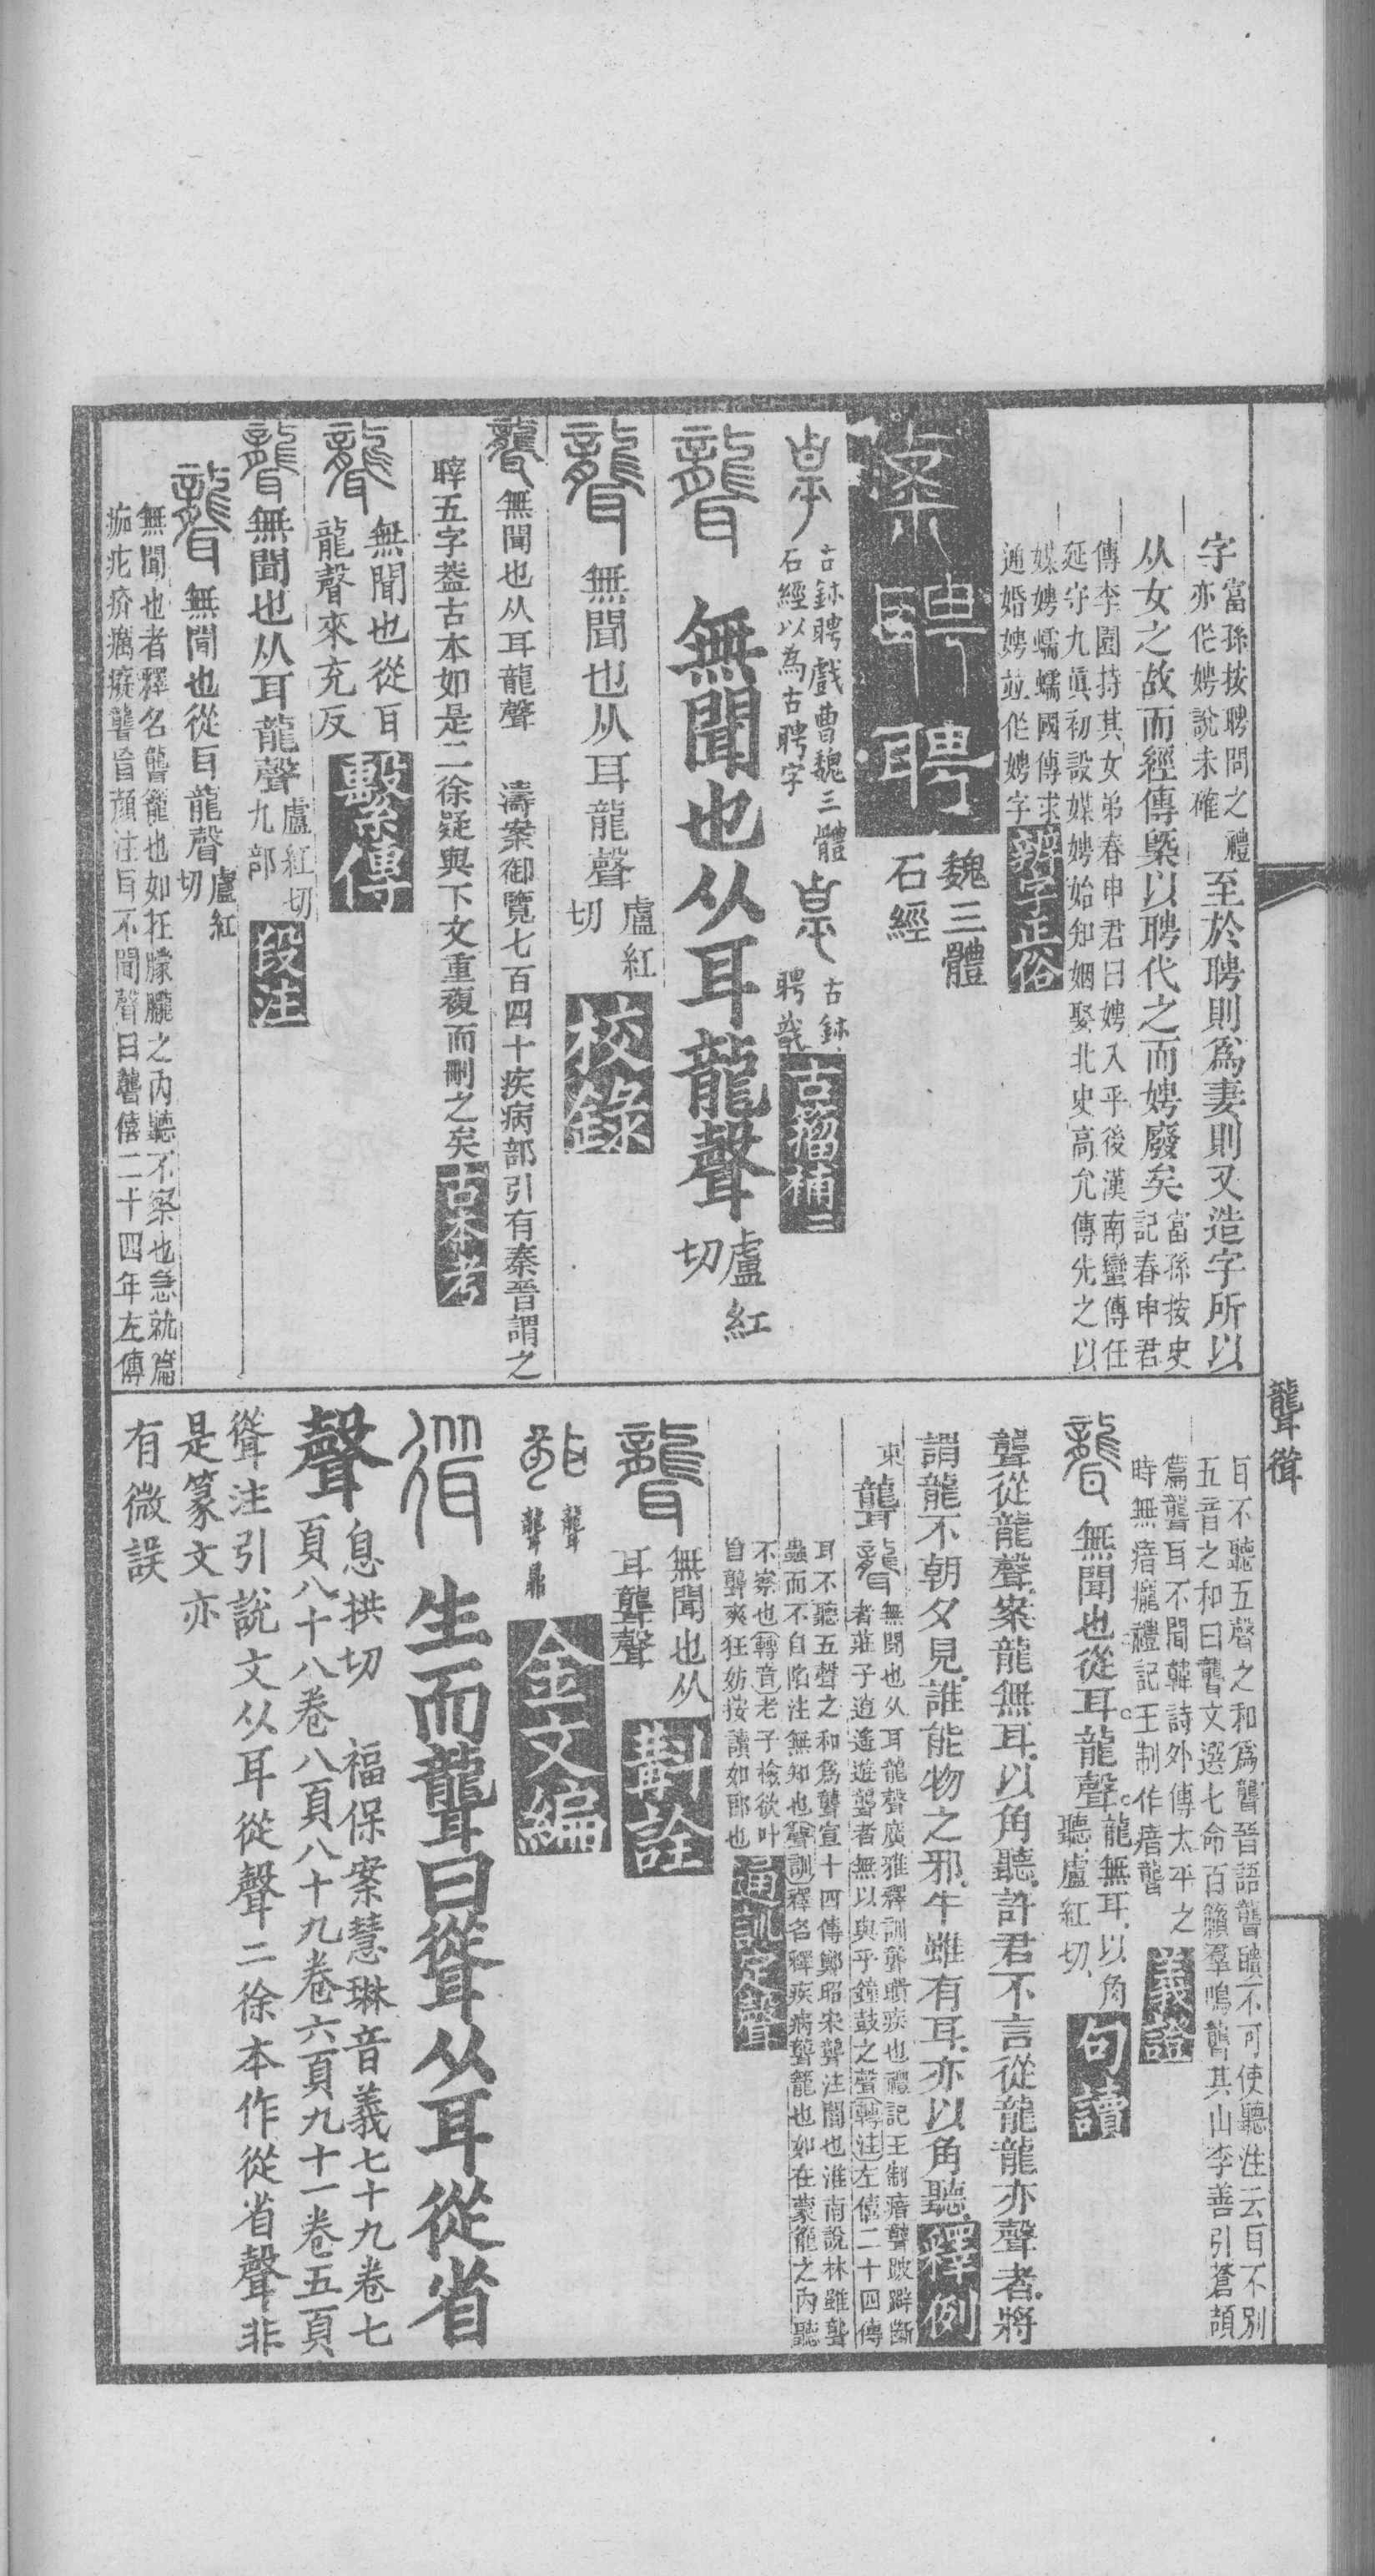 字富孫按聘問之禮
亦作娉說未確
至於聘則爲妻則又造字所以
从女之故而經傳槩以聘代之而娉廢矣富孫按史
記春申君
傳李園持其女弟春申君曰娉入乎後漢南蠻傳任
延守九眞初設媒娉始知姻娶北史高允傳先之以
媒娉蠕蠕國傳求
通婚娉並作娉字
辨字正俗
聘 聘
魏三體
石經
古鉢聘戲曹魏三體
石經以為古聘字
古鉢
聘
古籀補二
聾 無聞也从耳龍聲盧紅
切
聾 無聞也从耳龍聲盧紅
切
校錄
聾 無聞也从耳龍聲 濤案御覽七百四十疾病部引有秦晉謂之
聹五字蓋古本如是二徐疑與下文重複而刪之矣
古本考
聾 無聞也從耳
龍聲來充反
繫傳
聾 無聞也从耳龍聲盧紅切
九部
段注
聾 無聞也從耳龍聲盧紅
切
無聞也者釋名聾籠也如在朦朧之內聽不察也急就篇
痂疕疥癘癡聾盲顔注耳不聞聲曰聾僖二十四年左傳
聾 聳
耳不聽五聲之和爲聾晉語聾聵不可使聽注云耳不別
五音之和曰聾文選七命百籟羣鳴聾其山李善引蒼頡
篇聾耳不聞韓詩外傳太平之
時無瘖癃禮記王制作瘖聾
義證
聾 無聞也從耳龍聲龍無耳以角
聽盧紅切
句讀
聾從龍聲案龍無耳以角聽許君不言從龍龍亦聲者將
謂龍不朝夕見誰能物之邪牛雖有耳亦以角聽
釋例
東
聾 聾 無聞也从耳龍聲廣雅釋訓聾聵疾也禮記王制瘖聾跛躃斷
者莊子逍遙遊聾者無以與乎鐘鼓之聲轉注左僖二十四傳
耳不聽五聲之和爲聾宣十四傳鄭昭宋聾注闇也淮南說林雖聾
蟲而不自陷注無知也聲訓釋名釋疾病聾籠也如在蒙籠之內聽
不察也轉音老子檢欲叶
盲聾爽狂妨按讀如郎也
通訓定聲
聾 無聞也从
耳聾聲
斠詮
聾
聾鼎
金文編
聳 生而聾曰聳从耳從省
聲息拱切 福保案慧琳音義七十九卷七
頁八十八卷八頁八十九卷六頁九十一卷五頁
聳注引說文从耳從聲二徐本作從省聲非
是篆文亦
有微誤